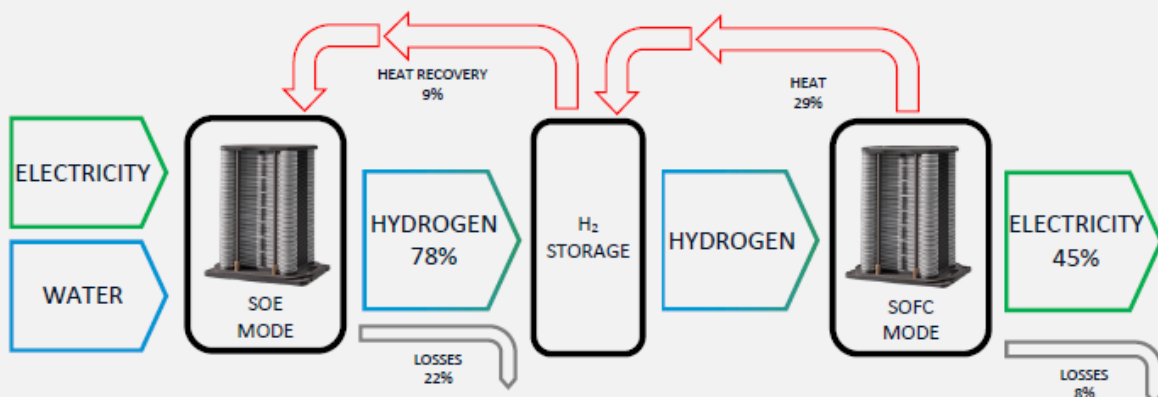 HEAT RECOVERY
9%
HEAT
29%
ELECTRICITY
WATER
SOE
MODE
HYDROGEN
78%
LOSSES
22%
H₂
STORAGE
HYDROGEN
SOFC
MODE
ELECTRICITY
45%
LOSSES
8%